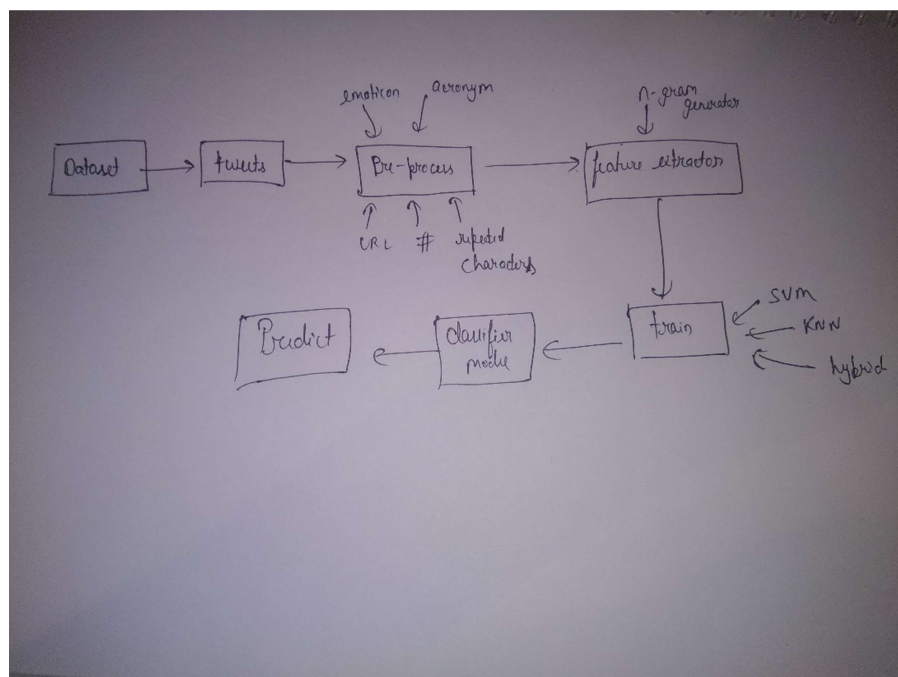 emoticon
acronym
n-gram
generator
Dataset
tweets
Pre-process
feature extractor
URL
#
repeated
characters
train
SVM
KNN
hybrid
classifier
model
Predict